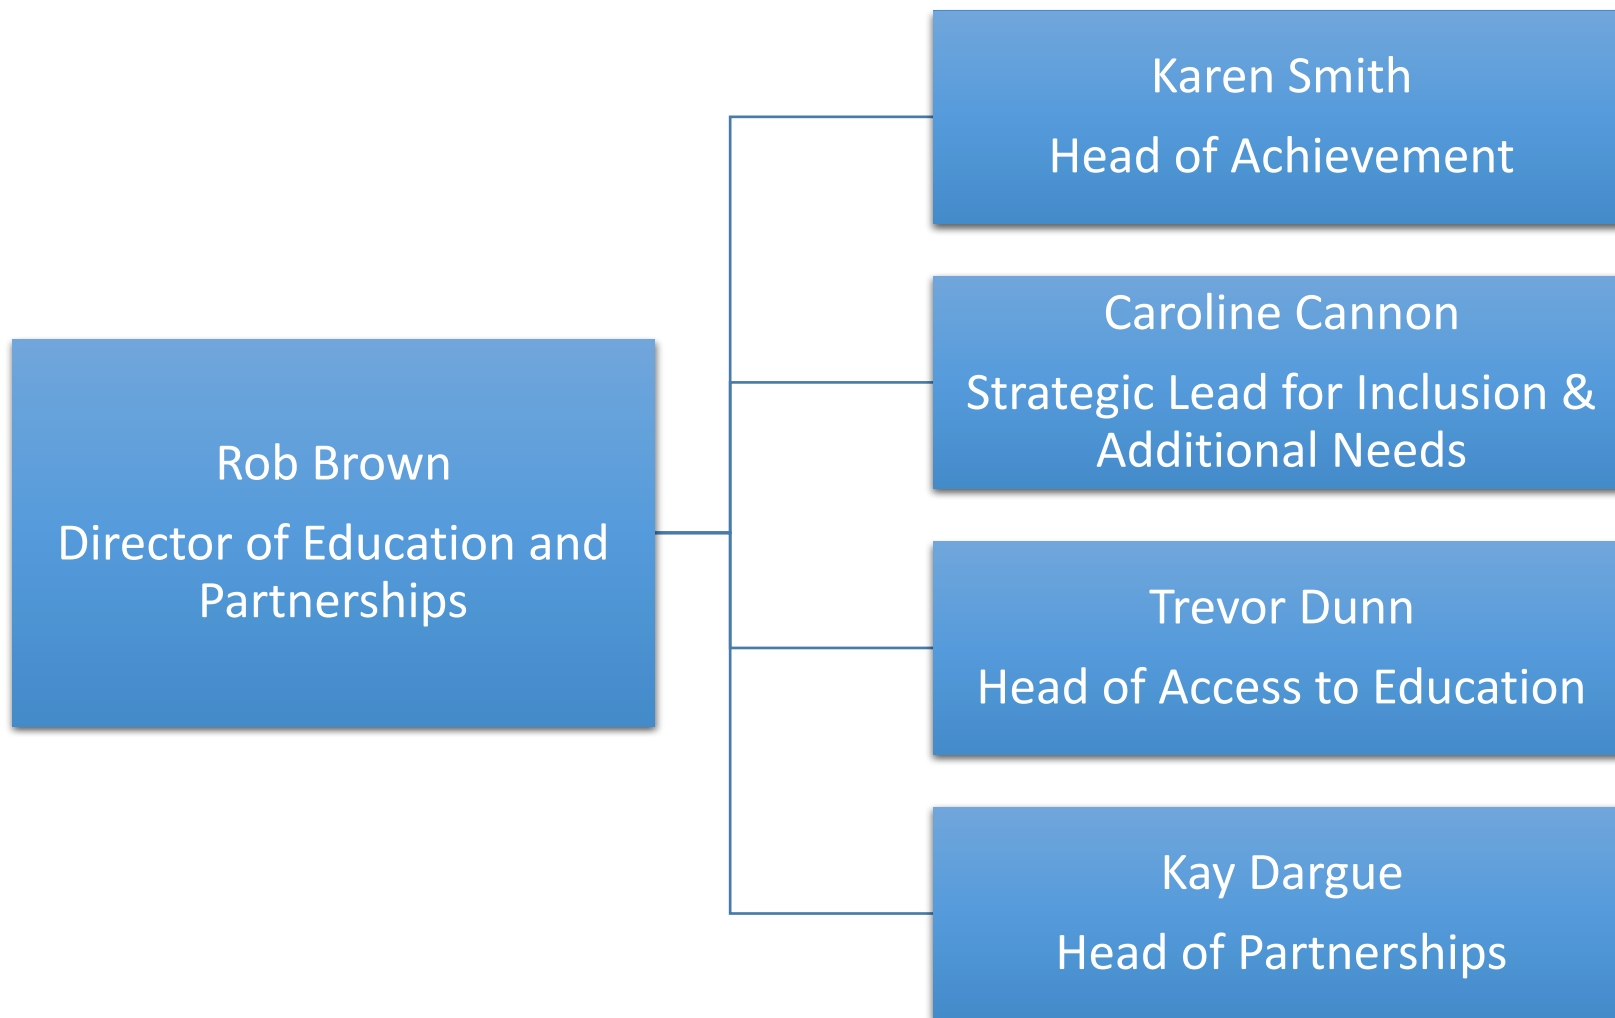 Rob Brown
Director of Education and
Partnerships
Karen Smith
Head of Achievement
Caroline Cannon
Strategic Lead for Inclusion &
Additional Needs
Trevor Dunn
Head of Access to Education
Kay Dargue
Head of Partnerships